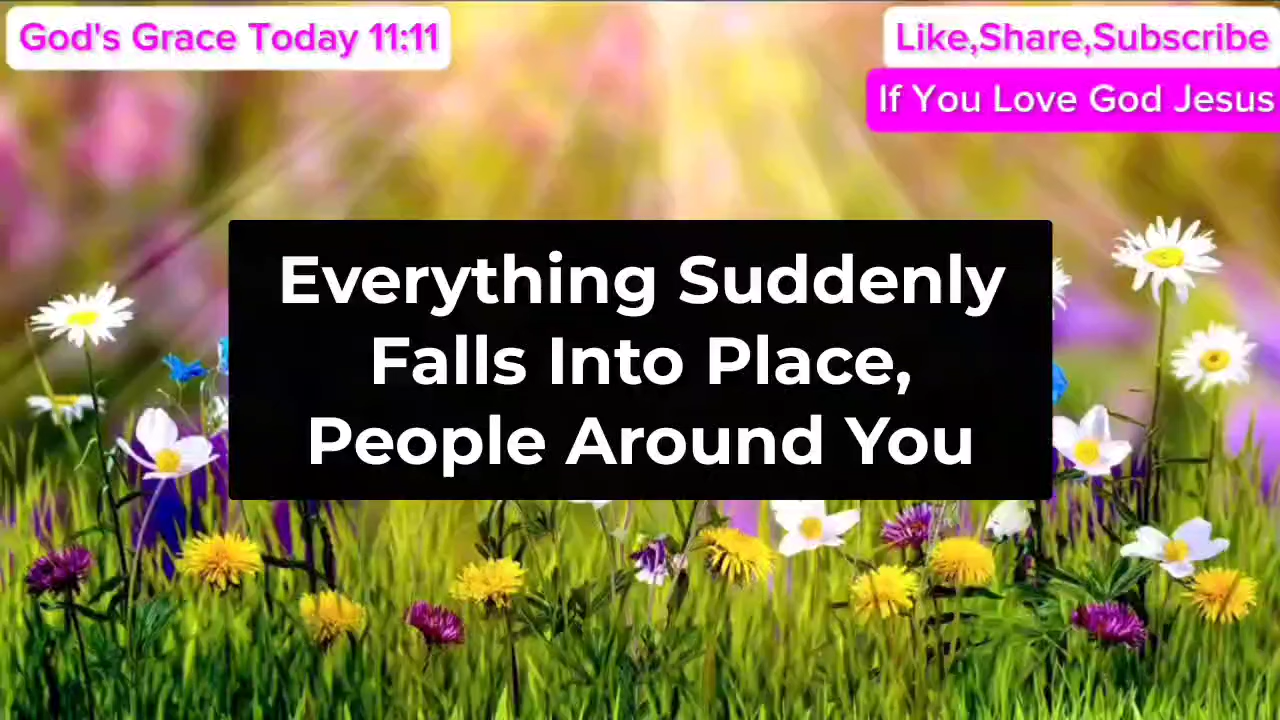 God's Grace Today 11:11
Like,Share,Subscribe
If You Love God Jesus
Everything Suddenly
Falls Into Place,
People Around You